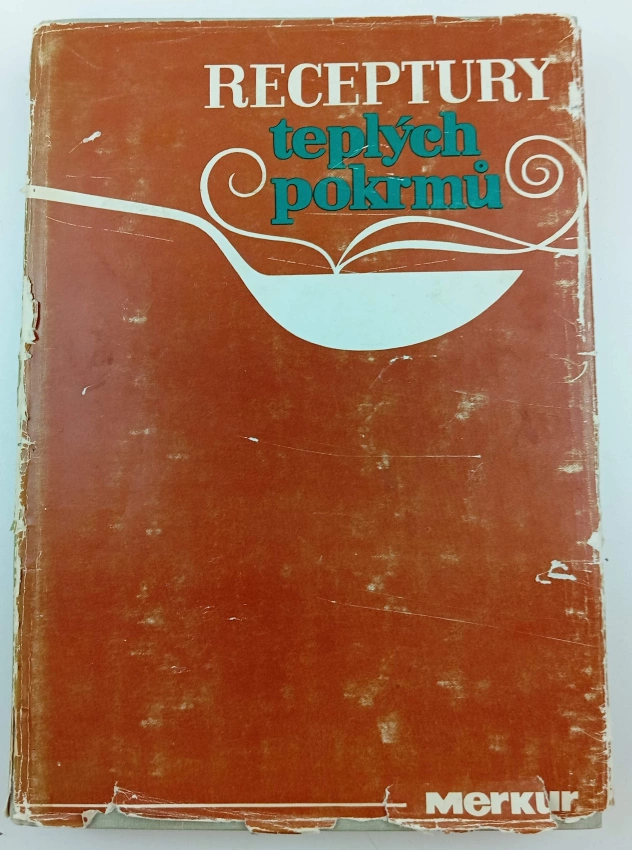 RECEPTURY
teplých
pokrmů
Merkur